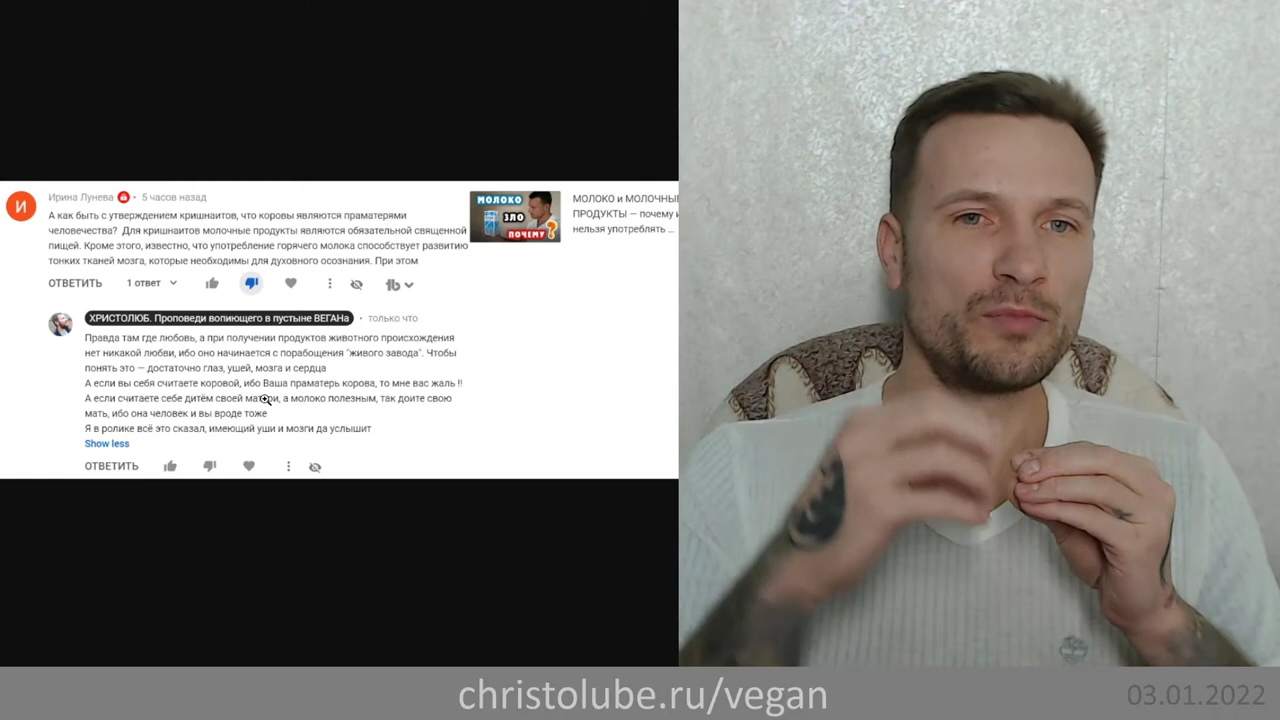 Ирина Лунева • 5 часов назад
А как быть с утверждением кришнаитов, что коровы являются праматерями
человечества? Для кришнаитов молочные продукты являются обязательной священной
пищей. Кроме этого, известно, что употребление горячего молока способствует развитию
тонких тканей мозга, которые необходимы для духовного осознания. При этом
ОТВЕТИТЬ 1 ответ
МОЛОКО
ЗЛО
ПОЧЕМУ ?
МОЛОКО и МОЛОЧНЫ
ПРОДУКТЫ — почему и
нельзя употреблять ...
И
ХРИСТОЛЮБ. Проповеди вопиющего в пустыне ВЕГАНа • только что
Правда там где любовь, а при получении продуктов животного происхождения
нет никакой любви, ибо оно начинается с порабощения "живого завода". Чтобы
понять это — достаточно глаз, ушей, мозга и сердца
А если вы себя считаете коровой, ибо Ваша праматерь корова, то мне вас жаль !!
А если считаете себе дитём своей матери, а молоко полезным, так доите свою
мать, ибо она человек и вы вроде тоже
Я в ролике всё это сказал, имеющий уши и мозги да услышит
Show less
ОТВЕТИТЬ
christolube.ru/vegan
03.01.2022